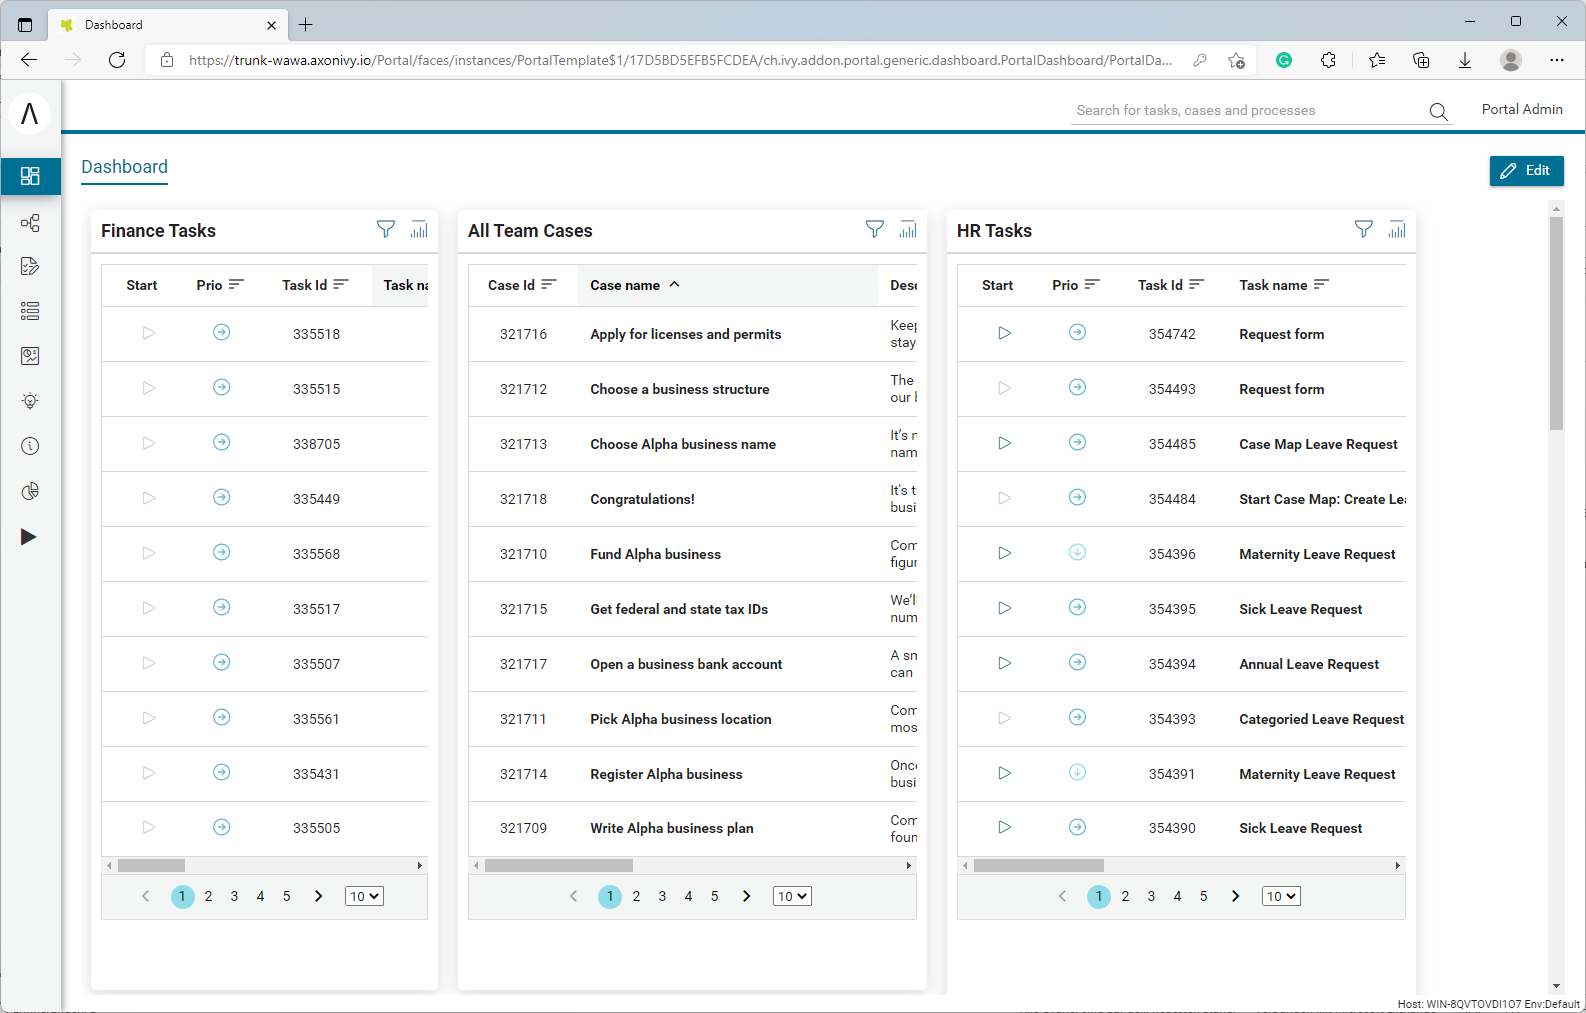 Dashboard
https://trunk-wawa.axonivy.io/Portal/faces/instances/PortalTemplate$1/17D5BD5EFB5FCDEA/ch.ivy.addon.portal.generic.dashboard.PortalDashboard/PortalDa...
Search for tasks, cases and processes
Portal Admin
Dashboard
Edit
Finance Tasks
Start Prio Task Id Task na
335518
335515
338705
335449
335568
335517
335507
335561
335431
335505
1 2 3 4 5 10
All Team Cases
Case Id Case name Desc
321716 Apply for licenses and permits Keep
stay
321712 Choose a business structure The
our b
321713 Choose Alpha business name It’s n
nam
321718 Congratulations! It's t
busi
321710 Fund Alpha business Com
figur
321715 Get federal and state tax IDs We’ll
num
321717 Open a business bank account A sm
can
321711 Pick Alpha business location Com
mos
321714 Register Alpha business Once
busi
321709 Write Alpha business plan Com
foun
1 2 3 4 5 10
HR Tasks
Start Prio Task Id Task name
354742 Request form
354493 Request form
354485 Case Map Leave Request
354484 Start Case Map: Create Lea
354396 Maternity Leave Request
354395 Sick Leave Request
354394 Annual Leave Request
354393 Categoried Leave Request
354391 Maternity Leave Request
354390 Sick Leave Request
1 2 3 4 5 10
Host: WIN-8QVTOVDI1O7 Env:Default